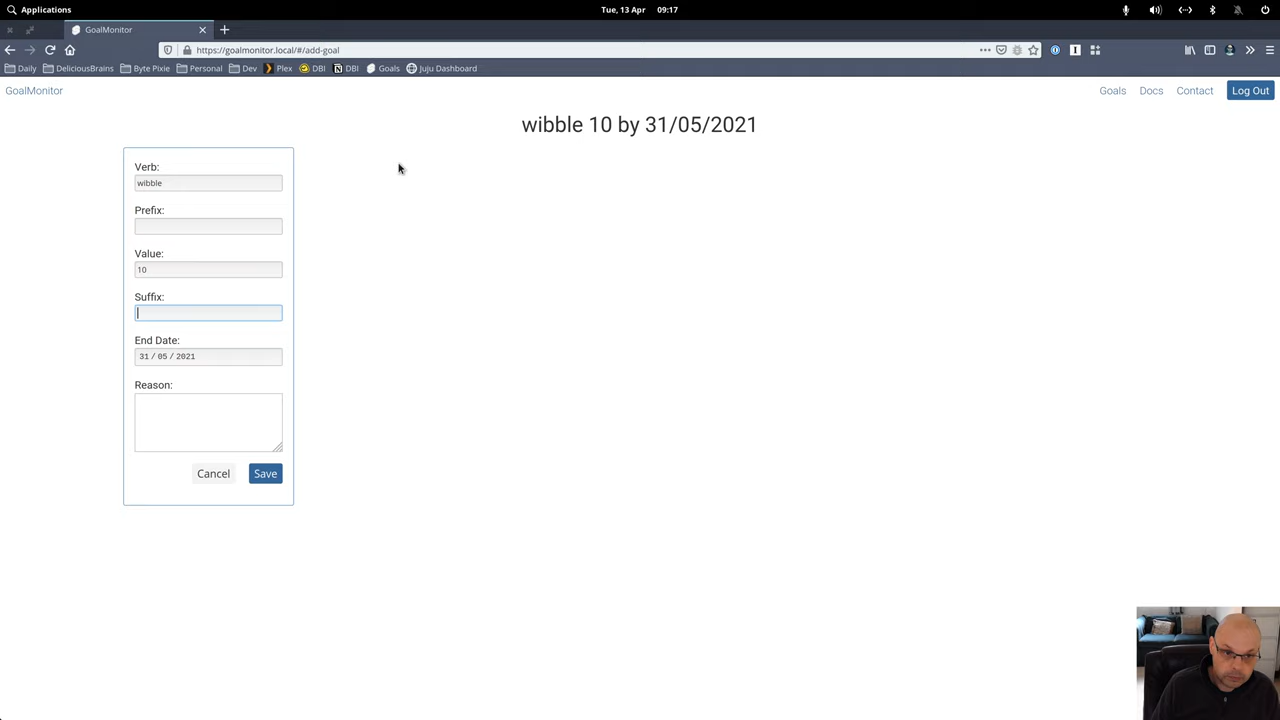 Applications
Tue, 13 Apr 09:17
GoalMonitor
https://goalmonitor.local/#/add-goal
Daily DeliciousBrains Byte Pixie Personal Dev Plex DBI DBI Goals Juju Dashboard
GoalMonitor Goals Docs Contact Log Out
wibble 10 by 31/05/2021
Verb:
wibble
Prefix:
Value:
10
Suffix:
End Date:
31 / 05 / 2021
Reason:
Cancel Save